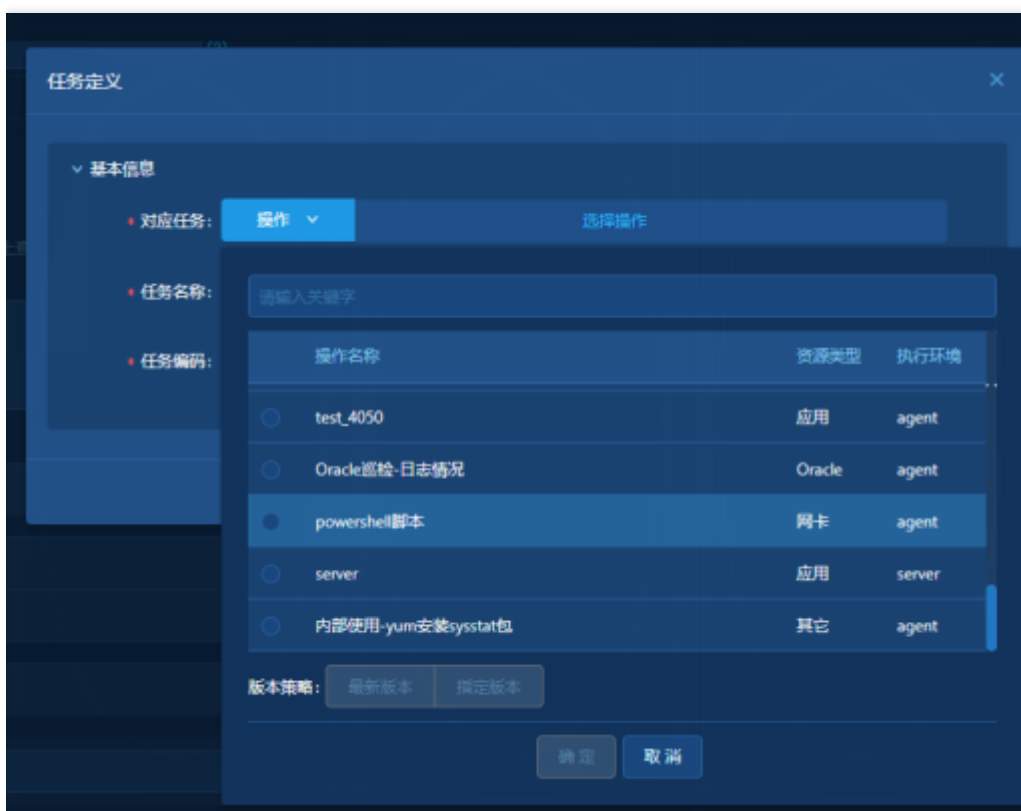 任务定义
基本信息
* 对应任务: 操作 选择操作
* 任务名称:
请输入关键字
* 任务编码:
操作名称 资源类型 执行环境
test_4050 应用 agent
Oracle巡检-日志情况 Oracle agent
powershell脚本 网卡 agent
server 应用 server
内部使用-yum安装sysstat包 其它 agent
版本策略: 最新版本 指定版本
确定 取消